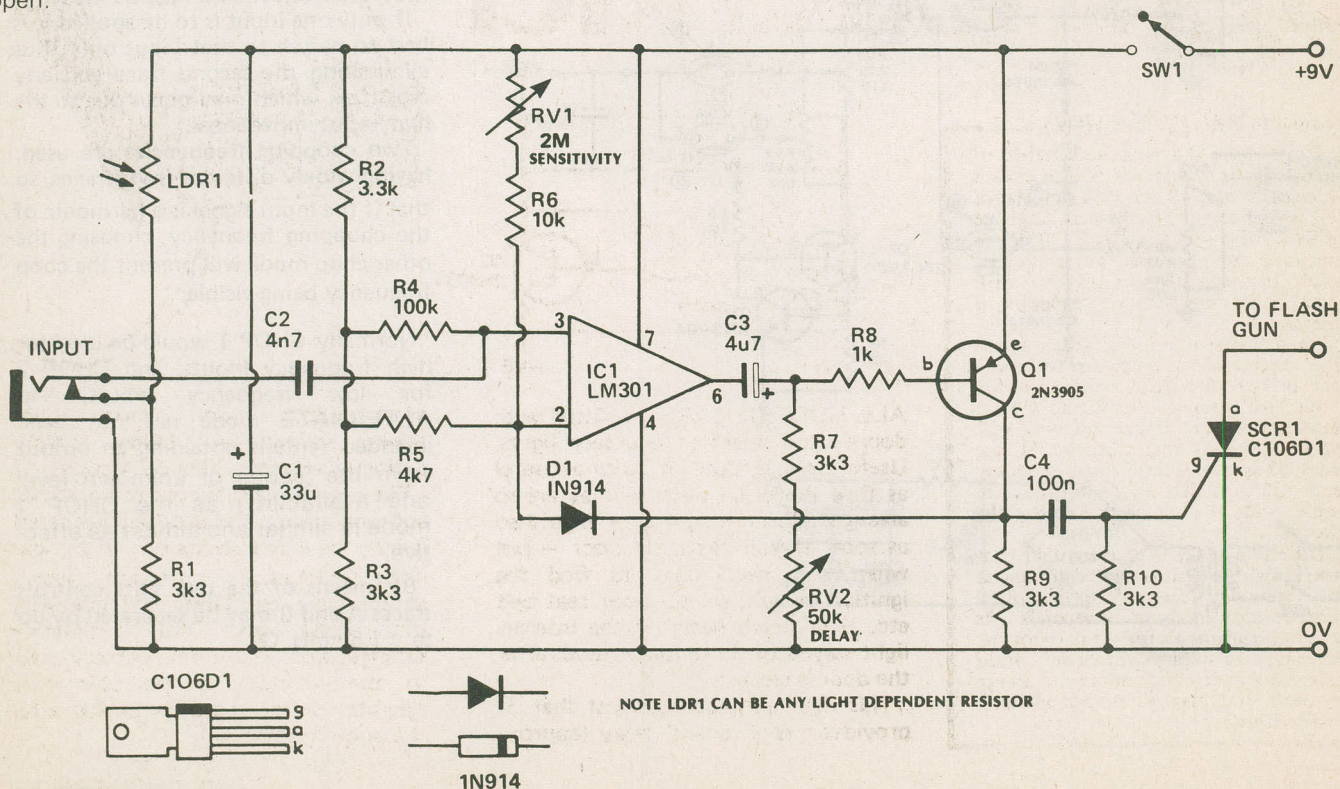 open.
SW1
+9V
LDR1
R2
3.3k
RV1
2M
SENSITIVITY
R6
10k
R4
100k
C2
4n7
INPUT
3
7
IC1
LM301
2
4
6
C3
4u7
+
R8
1k
b
e
Q1
2N3905
c
TO FLASH
GUN
a
SCR1
C106D1
g
k
R5
4k7
C1
33u
+
D1
IN914
R7
3k3
C4
100n
R1
3k3
R3
3k3
RV2
50k
DELAY
R9
3k3
R10
3k3
0V
C106D1
g
a
k
1N914
NOTE LDR1 CAN BE ANY LIGHT DEPENDENT RESISTOR